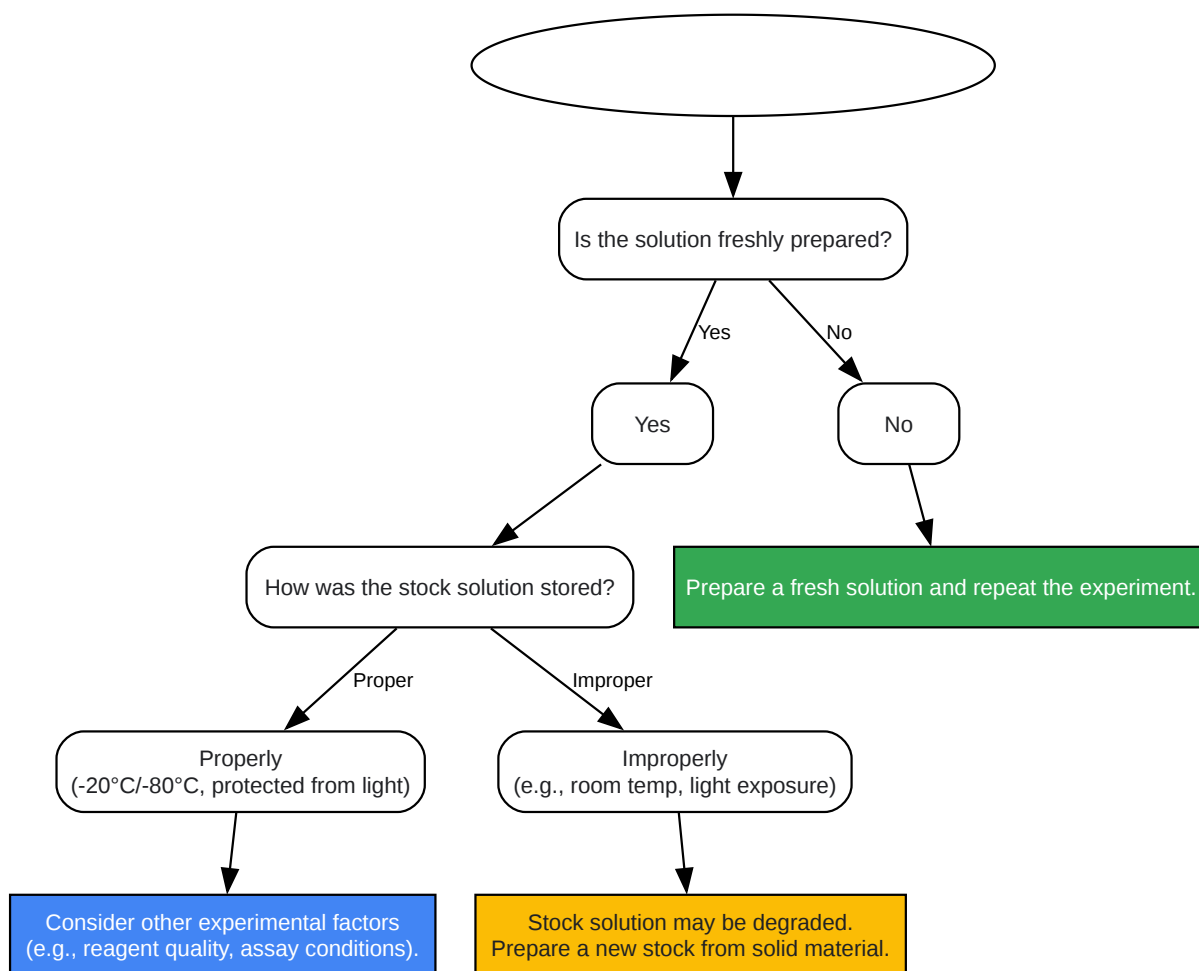 Is the solution freshly prepared?
Yes
No
Yes
No
How was the stock solution stored?
Prepare a fresh solution and repeat the experiment.
Proper
Improper
Properly
(-20°C/-80°C, protected from light)
Improperly
(e.g., room temp, light exposure)
Consider other experimental factors
(e.g., reagent quality, assay conditions).
Stock solution may be degraded.
Prepare a new stock from solid material.